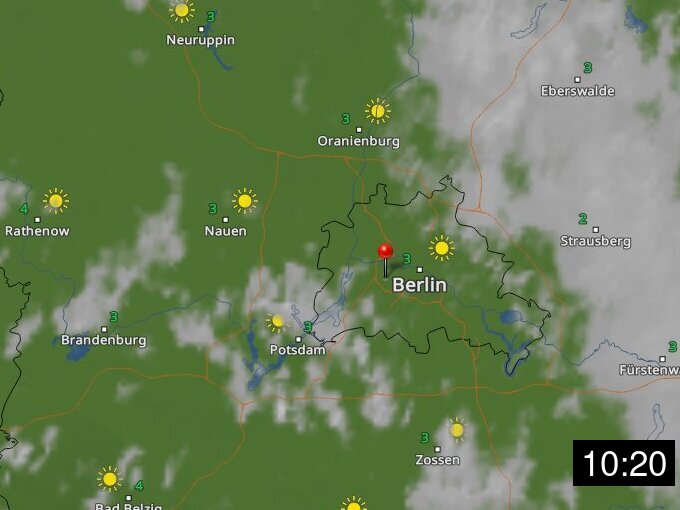 3
Neuruppin
3
Eberswalde
3
Oranienburg
4
Rathenow
3
Nauen
2
Strausberg
3
Berlin
3
Brandenburg
3
Potsdam
3
Fürstenwa
3
Zossen
10:20
4
Bad Belzig